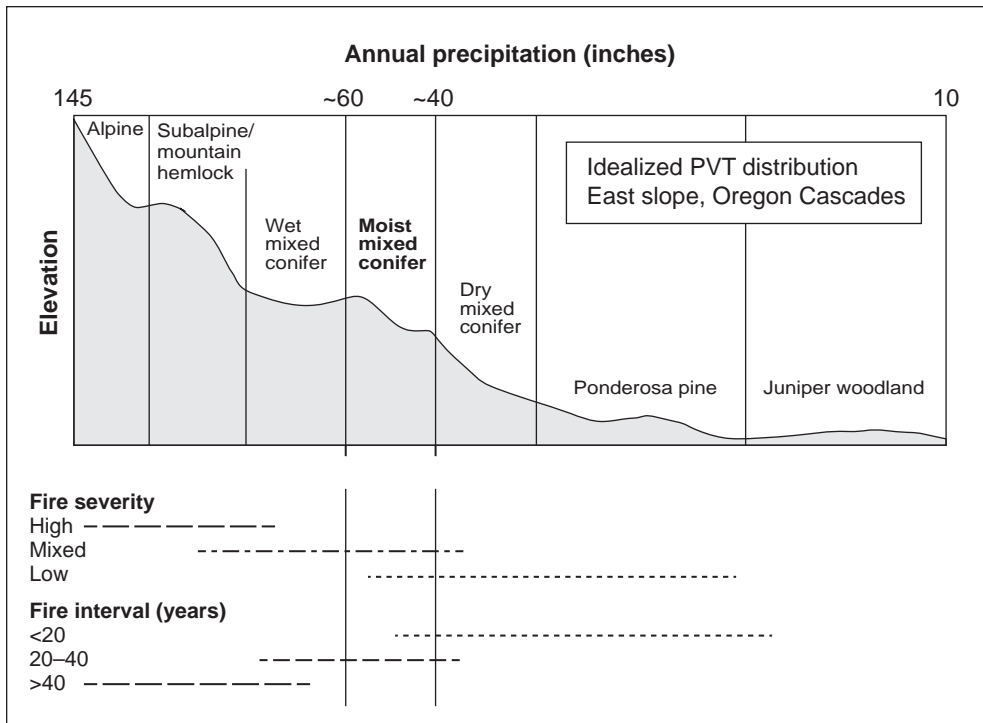 Annual precipitation (inches)
145 ~60 ~40 10
Alpine
Subalpine/
mountain
hemlock
Wet
mixed
conifer
Moist
mixed
conifer
Dry
mixed
conifer
Ponderosa pine
Juniper woodland
Idealized PVT distribution
East slope, Oregon Cascades
Elevation
Fire severity
High
Mixed
Low
Fire interval (years)
<20
20–40
>40